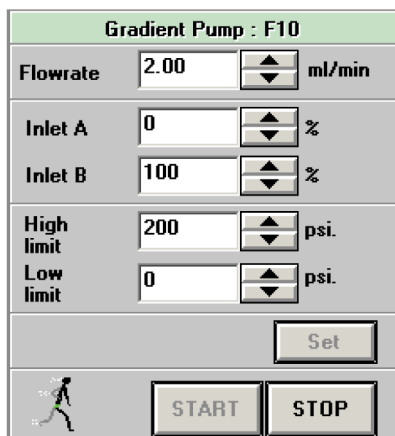 Gradient Pump : F10
Flowrate 2.00 ml/min
Inlet A 0 %
Inlet B 100 %
High limit 200 psi.
Low limit 0 psi.
Set
START STOP